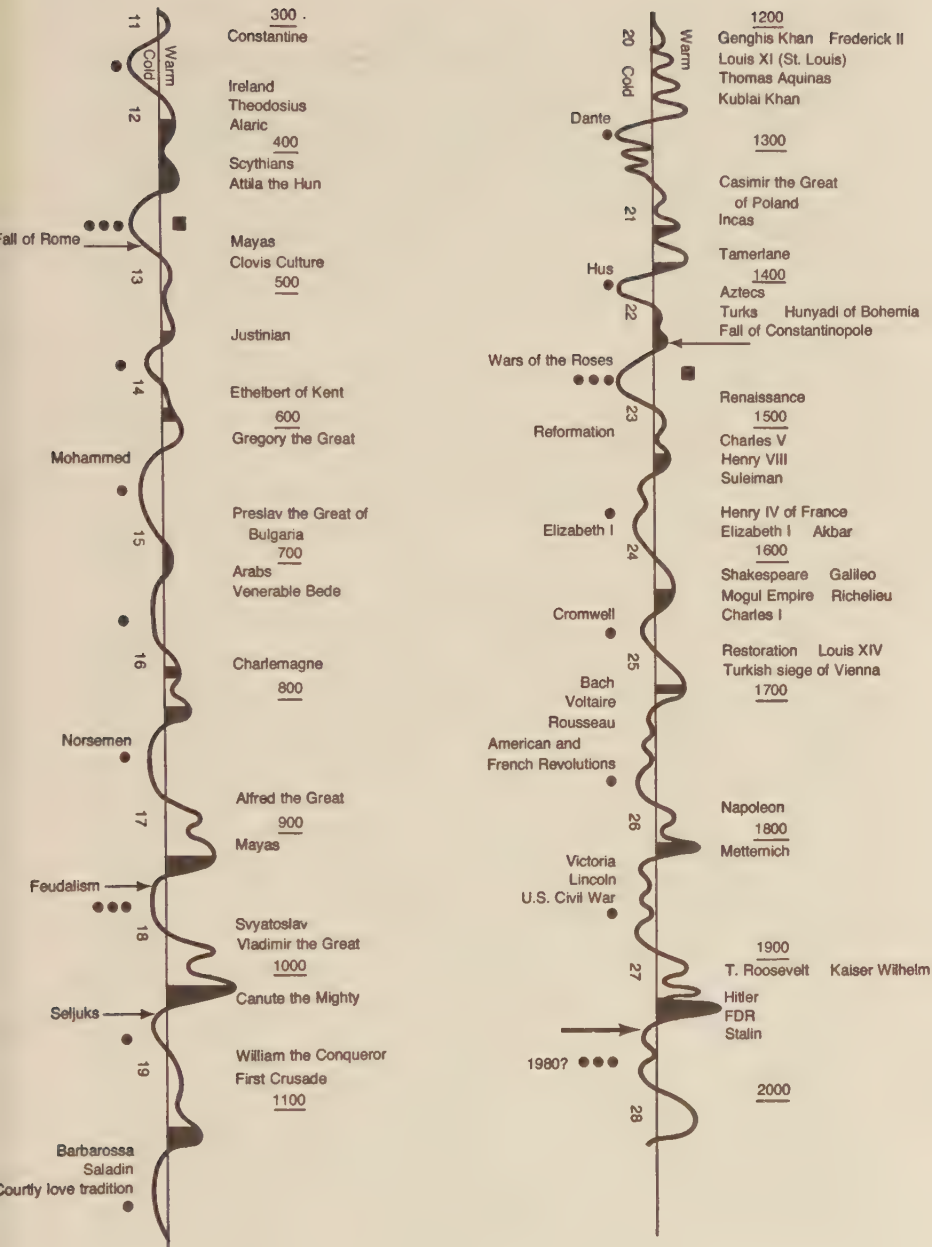 300 .
Constantine
11
Warm
Cold
Ireland
Theodosius
12
Alaric
400
Scythians
Attila the Hun
Fall of Rome
Mayas
13
Clovis Culture
500
Justinian
14
Ethelbert of Kent
600
Gregory the Great
Mohammed
Preslav the Great of
Bulgaria
15
700
Arabs
Venerable Bede
16
Charlemagne
800
Norsemen
17
Alfred the Great
900
Mayas
Feudalism
18
Svyatoslav
Vladimir the Great
1000
Canute the Mighty
Seljuks
19
William the Conqueror
First Crusade
1100
Barbarossa
Saladin
Courtly love tradition
1200
20
Warm
Cold
Genghis Khan Frederick II
Louis XI (St. Louis)
Thomas Aquinas
Kublai Khan
Dante
1300
21
Casimir the Great
of Poland
Incas
Tamerlane
Hus
1400
22
Aztecs
Turks Hunyadi of Bohemia
Fall of Constantinopole
Wars of the Roses
23
Renaissance
1500
Reformation
Charles V
Henry VIII
Suleiman
Henry IV of France
Elizabeth I
24
Elizabeth I Akbar
1600
Shakespeare Galileo
Mogul Empire Richelieu
Cromwell
Charles I
25
Restoration Louis XIV
Turkish siege of Vienna
Bach
1700
Voltaire
Rousseau
American and
French Revolutions
26
Napoleon
1800
Metternich
Victoria
Lincoln
U.S. Civil War
27
1900
T. Roosevelt Kaiser Wilhelm
Hitler
FDR
Stalin
1980?
28
2000